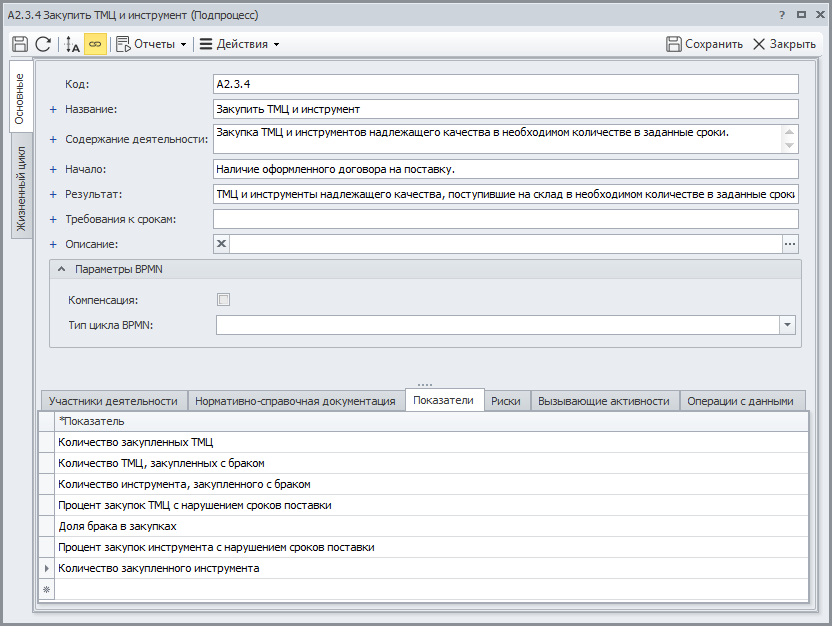 A2.3.4 Закупить ТМЦ и инструмент (Подпроцесс)
Отчеты
Действия
Сохранить
Закрыть
Основные
Жизненный цикл
Код: A2.3.4
+ Название: Закупить ТМЦ и инструмент
+ Содержание деятельности: Закупка ТМЦ и инструментов надлежащего качества в необходимом количестве в заданные сроки.
+ Начало: Наличие оформленного договора на поставку.
+ Результат: ТМЦ и инструменты надлежащего качества, поступившие на склад в необходимом количестве в заданные сроки
+ Требования к срокам:
+ Описание:
Параметры BPMN
Компенсация:
Тип цикла BPMN:
Участники деятельности
Нормативно-справочная документация
Показатели
Риски
Вызывающие активности
Операции с данными
*Показатель
Количество закупленных ТМЦ
Количество ТМЦ, закупленных с браком
Количество инструмента, закупленного с браком
Процент закупок ТМЦ с нарушением сроков поставки
Доля брака в закупках
Процент закупок инструмента с нарушением сроков поставки
Количество закупленного инструмента